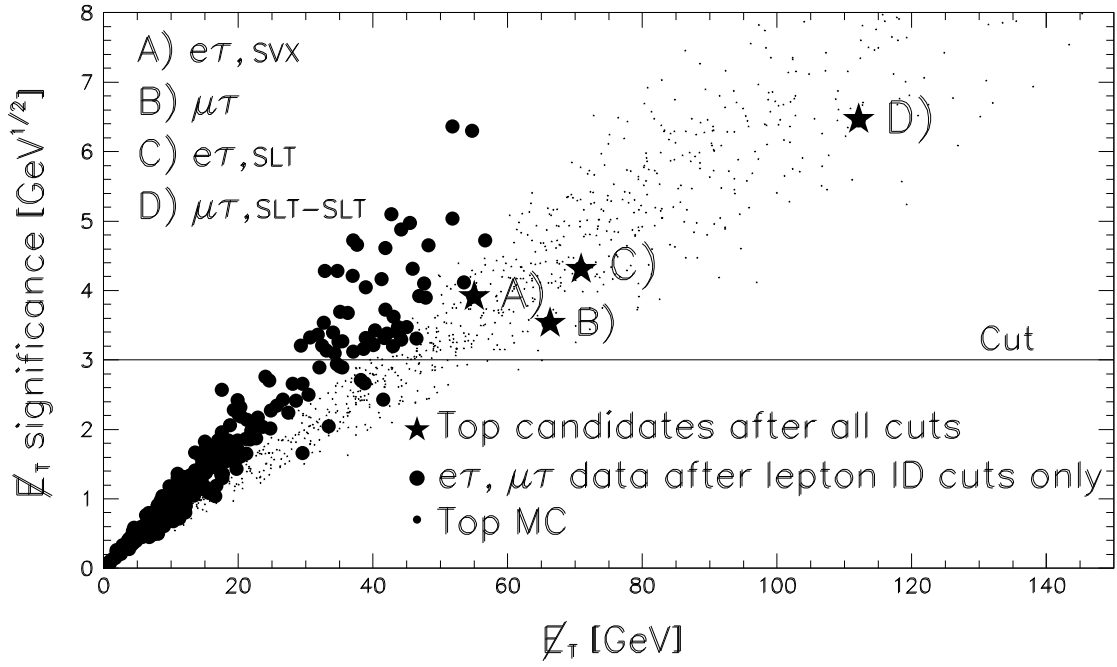 A) eτ, SVX
B) μτ
C) eτ, SLT
D) μτ, SLT–SLT
D)
C)
A)
B)
Cut
★ Top candidates after all cuts
● eτ, μτ data after lepton ID cuts only
• Top MC
8
7
6
5
4
3
2
1
0
0 20 40 60 80 100 120 140
E̸_T significance [GeV^1/2]
E̸_T [GeV]